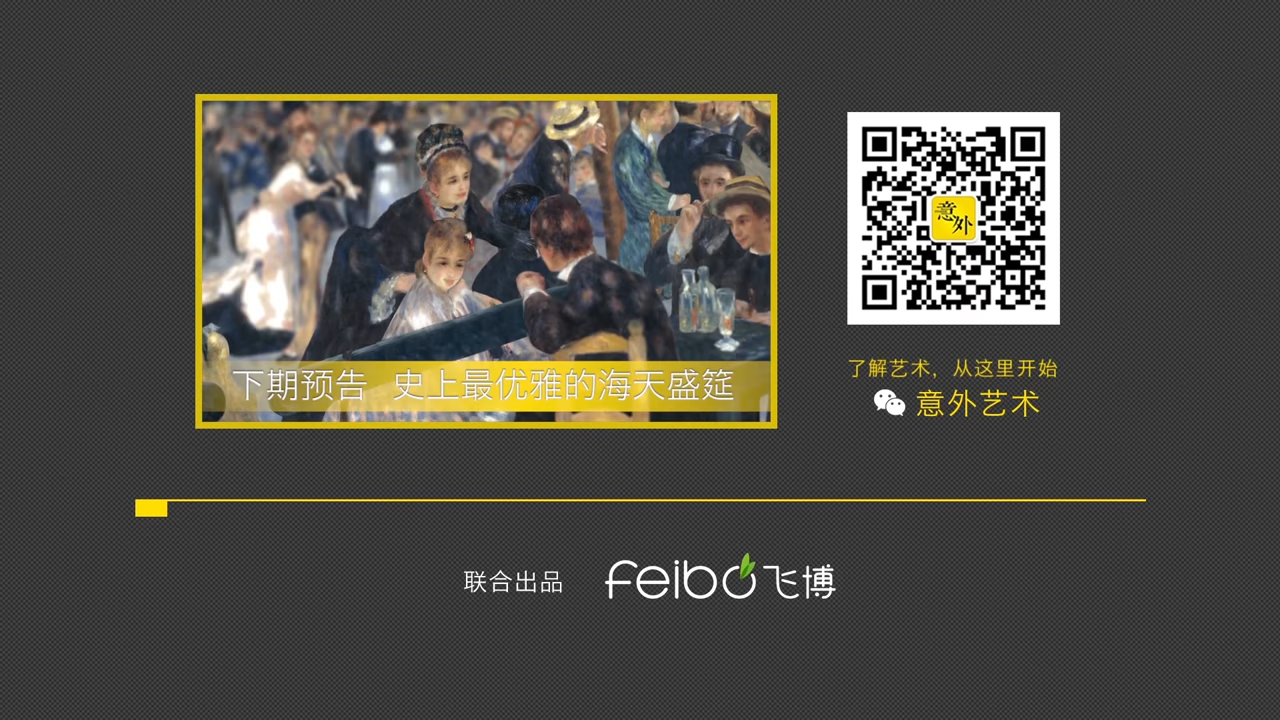 下期预告 史上最优雅的海天盛筵
意外
了解艺术，从这里开始
意外艺术
联合出品
feibo飞博